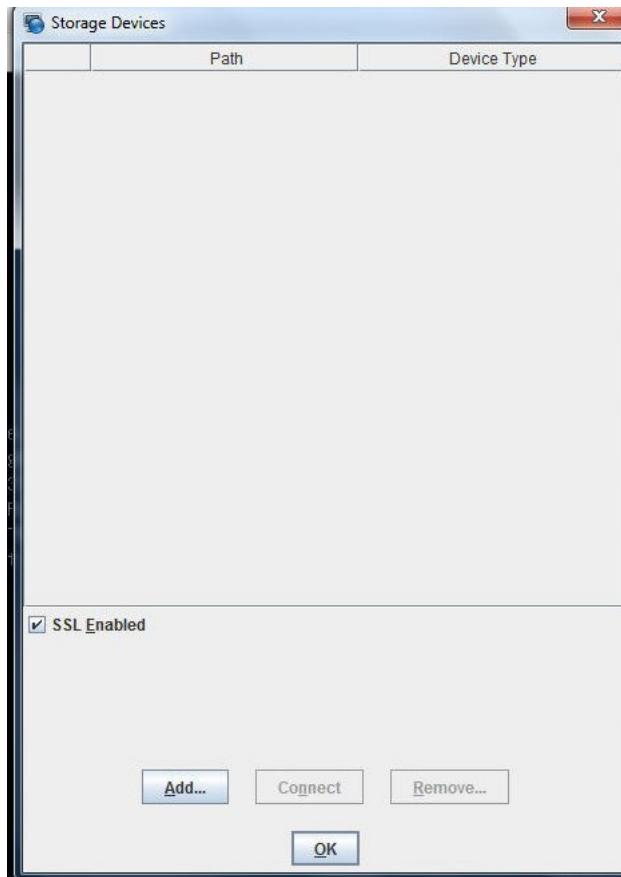 Storage Devices
Path Device Type
SSL Enabled
Add... Connect Remove...
OK